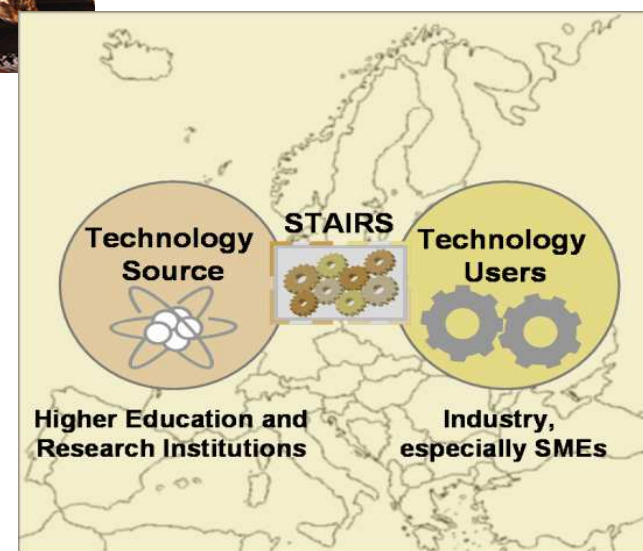 STAIRS
Technology
Source
Technology
Users
Higher Education and
Research Institutions
Industry,
especially SMEs